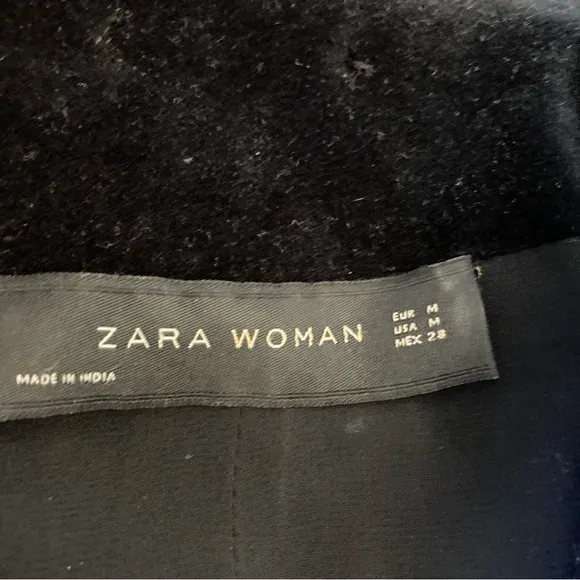 ZARA WOMAN
EUR M
USA M
MEX 28
MADE IN INDIA